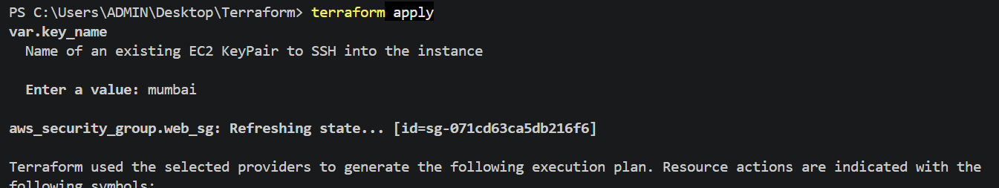 PS C:\Users\ADMIN\Desktop\Terraform> terraform apply
var.key_name
Name of an existing EC2 KeyPair to SSH into the instance
Enter a value: mumbai
aws_security_group.web_sg: Refreshing state... [id=sg-071cd63ca5db216f6]
Terraform used the selected providers to generate the following execution plan. Resource actions are indicated with the
following symbols: